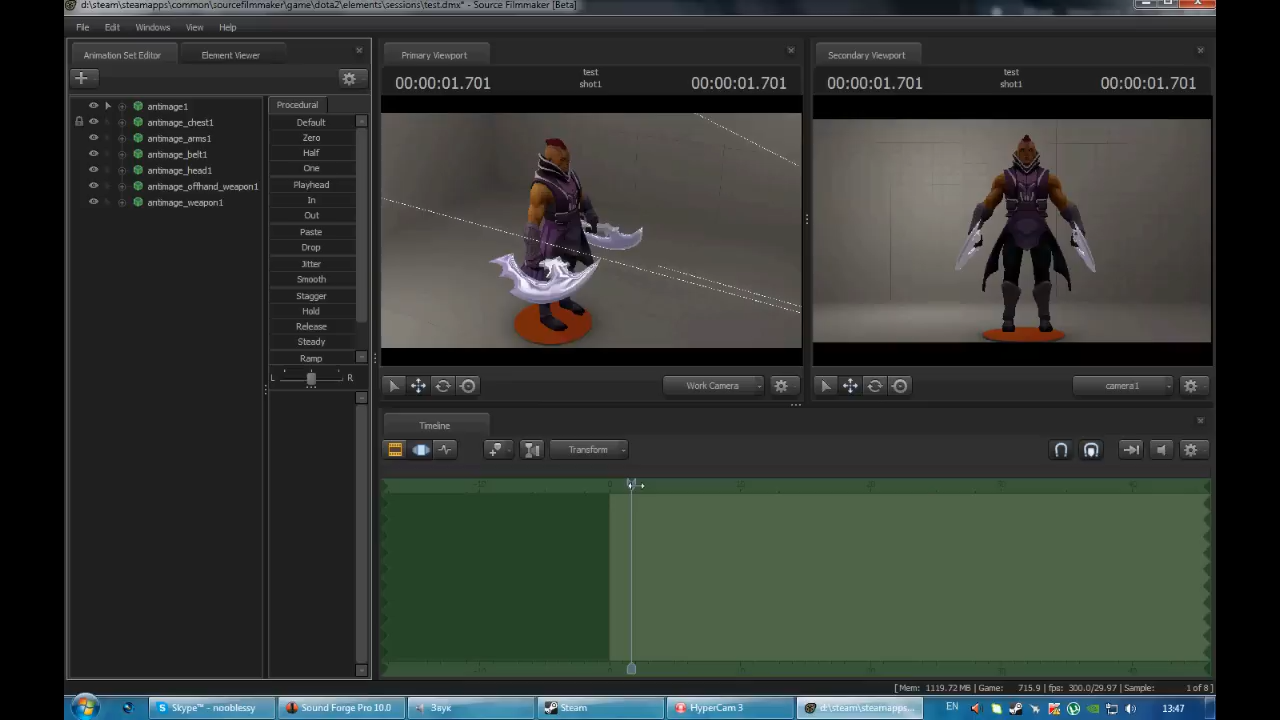 d:\steam\steamapps\common\sourcefilmmaker\game\dota2\elements\sessions\test.dmx* - Source Filmmaker [Beta]
File Edit Windows View Help
Animation Set Editor Element Viewer
Primary Viewport
Secondary Viewport
00:00:01.701 test 00:00:01.701
shot1
00:00:01.701 test 00:00:01.701
shot1
antimage1
antimage_chest1
antimage_arms1
antimage_belt1
antimage_head1
antimage_offhand_weapon1
antimage_weapon1
Procedural
Default
Zero
Half
One
Playhead
In
Out
Paste
Drop
Jitter
Smooth
Stagger
Hold
Release
Steady
Ramp
L R
Work Camera
camera1
Timeline
Transform
[ Mem: 1119.72 MB | Game: 715.9 | fps: 300.0/29.97 | Sample: 1 of 8 ]
Skype™ - nooblessy
Sound Forge Pro 10.0
Звук
Steam
HyperCam 3
d:\steam\steamapps...
EN
13:47